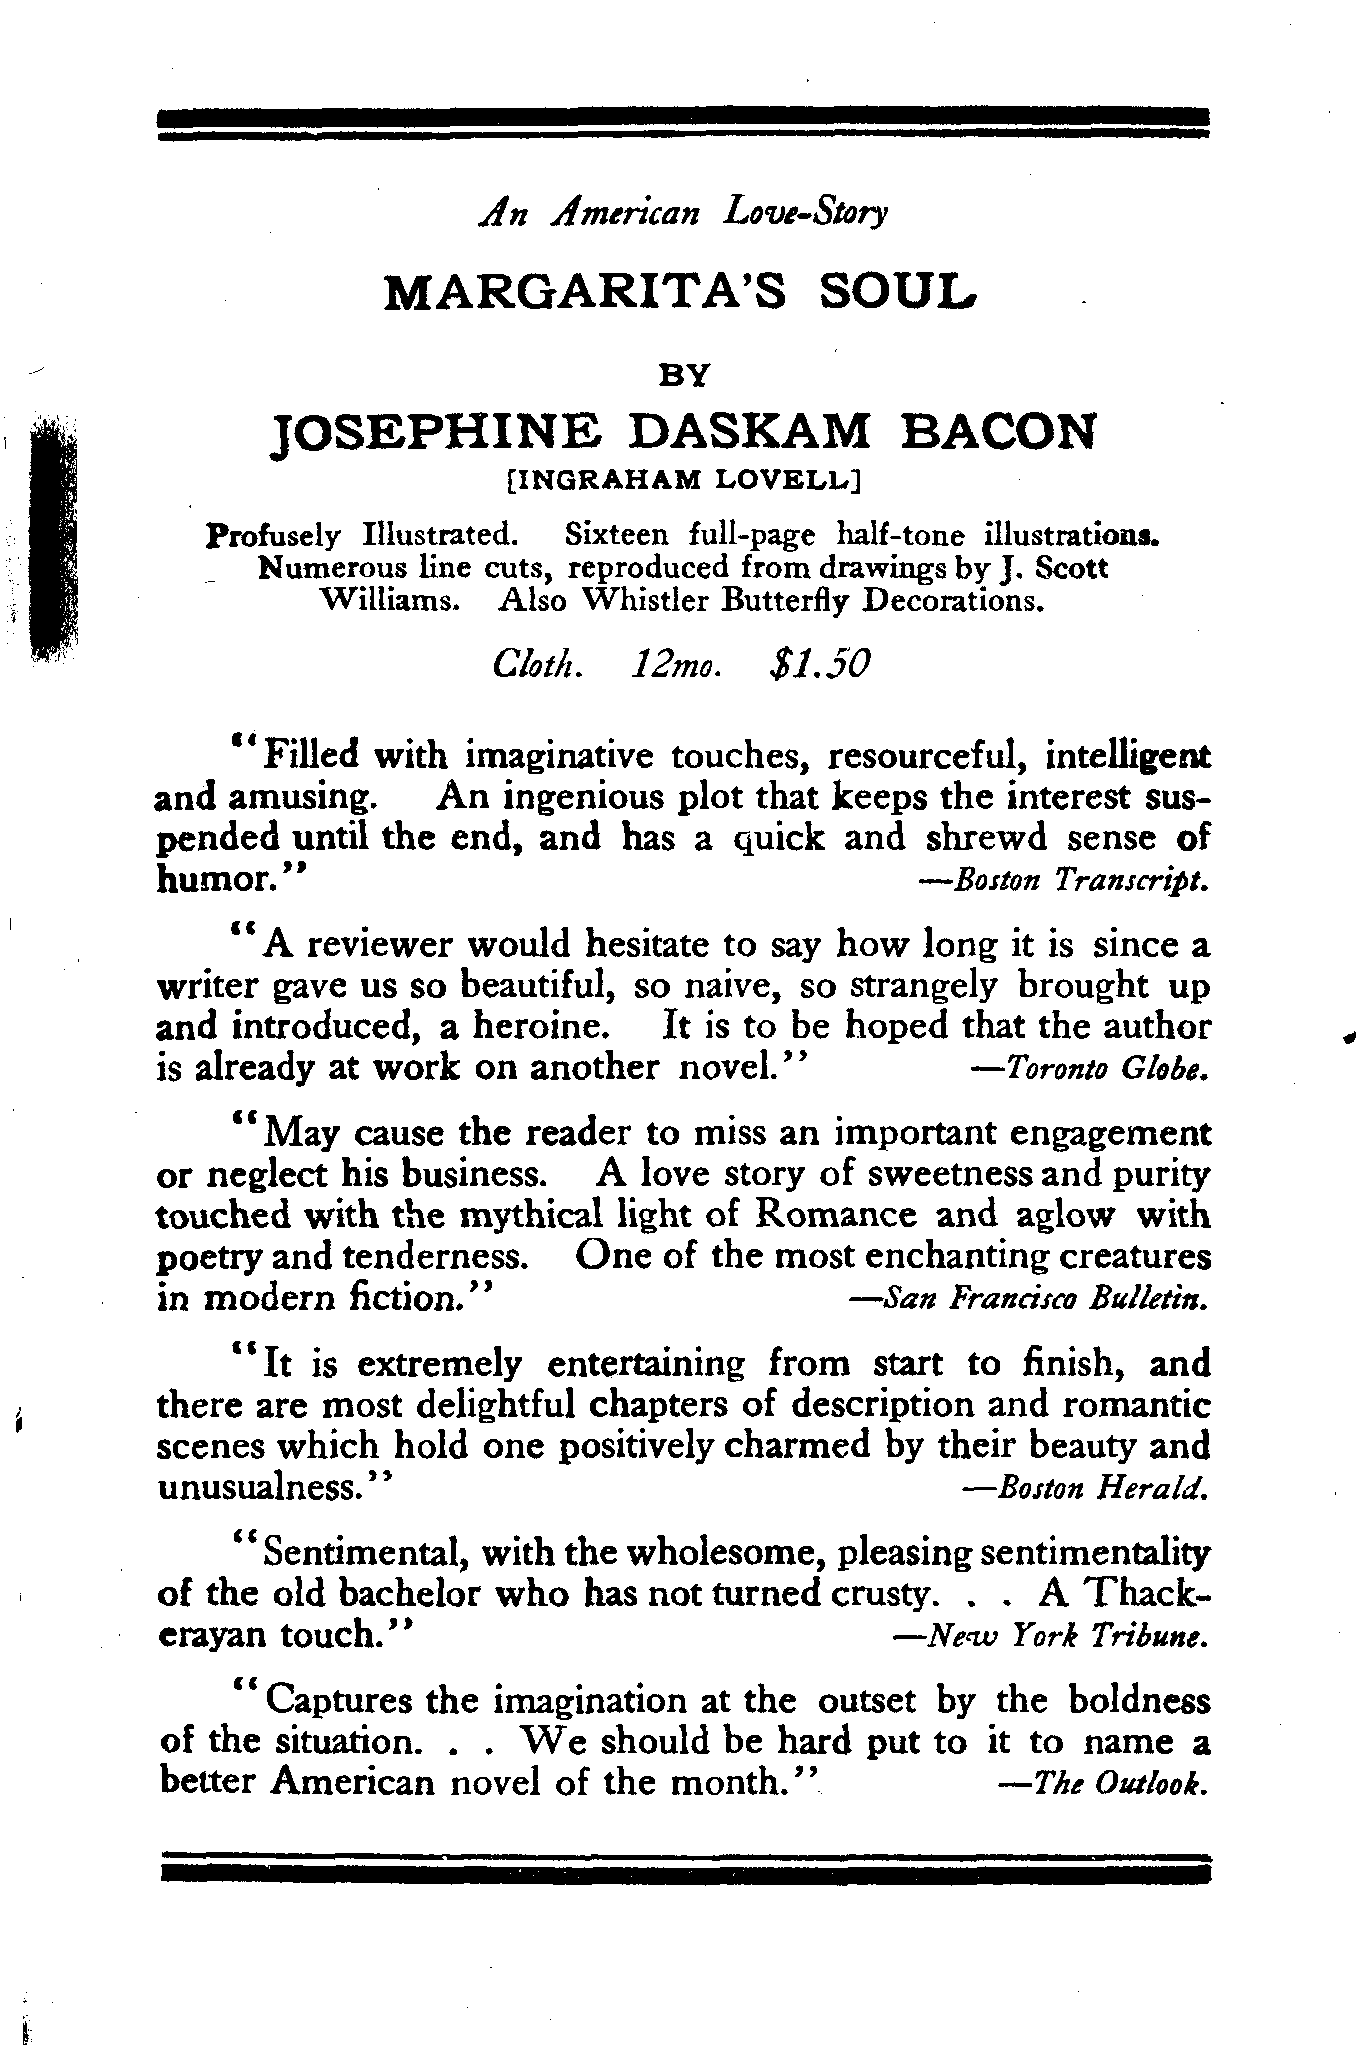 An American Love-Story
MARGARITA'S SOUL
BY
JOSEPHINE DASKAM BACON
[INGRAHAM LOVELL]
Profusely Illustrated. Sixteen full-page half-tone illustrations.
Numerous line cuts, reproduced from drawings by J. Scott
Williams. Also Whistler Butterfly Decorations.
Cloth. 12mo. $1.50
“Filled with imaginative touches, resourceful, intelligent
and amusing. An ingenious plot that keeps the interest sus-
pended until the end, and has a quick and shrewd sense of
humor.” —Boston Transcript.
“A reviewer would hesitate to say how long it is since a
writer gave us so beautiful, so naive, so strangely brought up
and introduced, a heroine. It is to be hoped that the author
is already at work on another novel.” —Toronto Globe.
“May cause the reader to miss an important engagement
or neglect his business. A love story of sweetness and purity
touched with the mythical light of Romance and aglow with
poetry and tenderness. One of the most enchanting creatures
in modern fiction.” —San Francisco Bulletin.
“It is extremely entertaining from start to finish, and
there are most delightful chapters of description and romantic
scenes which hold one positively charmed by their beauty and
unusualness.” —Boston Herald.
“Sentimental, with the wholesome, pleasing sentimentality
of the old bachelor who has not turned crusty. . . A Thack-
erayan touch.” —New York Tribune.
“Captures the imagination at the outset by the boldness
of the situation. . . We should be hard put to it to name a
better American novel of the month.” —The Outlook.